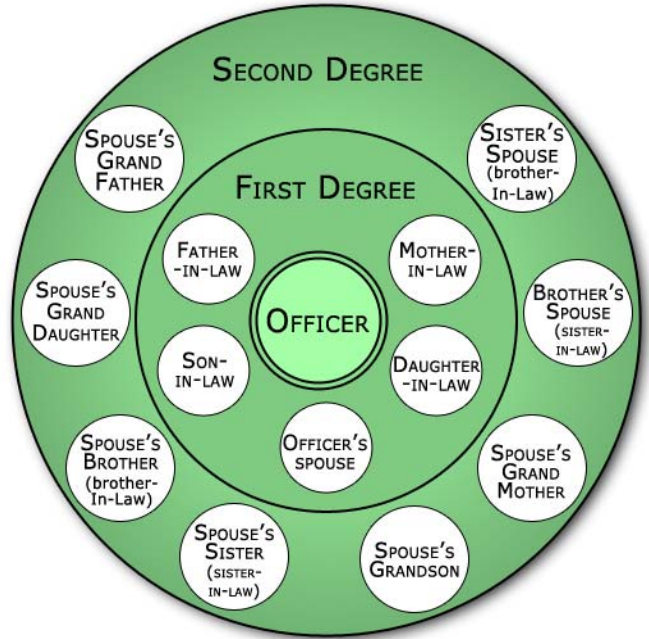 SECOND DEGREE
SPOUSE'S
GRAND
FATHER
SISTER'S
SPOUSE
(brother-
In-Law)
FIRST DEGREE
FATHER
-IN-LAW
MOTHER-
IN-LAW
SPOUSE'S
GRAND
DAUGHTER
OFFICER
BROTHER'S
SPOUSE
(SISTER-
IN-LAW)
SON-
IN-LAW
DAUGHTER
-IN-LAW
SPOUSE'S
BROTHER
(brother-
In-Law)
OFFICER'S
SPOUSE
SPOUSE'S
GRAND
MOTHER
SPOUSE'S
SISTER
(SISTER-
IN-LAW)
SPOUSE'S
GRANDSON